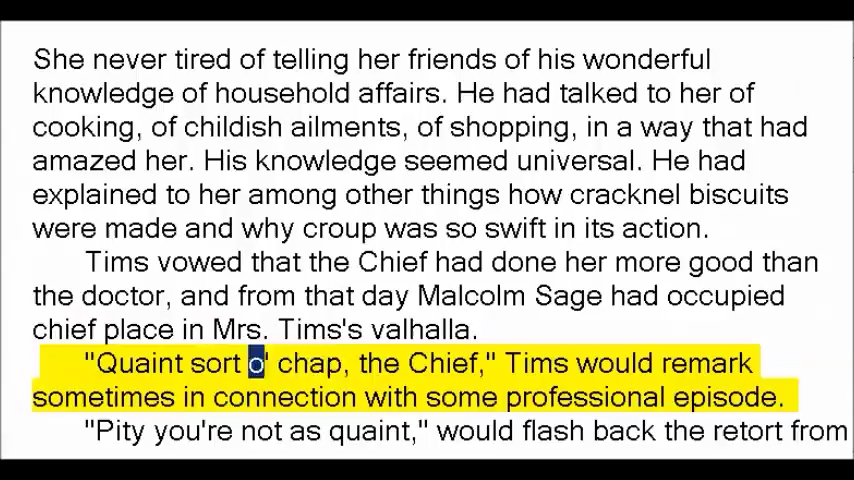 She never tired of telling her friends of his wonderful
knowledge of household affairs. He had talked to her of
cooking, of childish ailments, of shopping, in a way that had
amazed her. His knowledge seemed universal. He had
explained to her among other things how cracknel biscuits
were made and why croup was so swift in its action.
Tims vowed that the Chief had done her more good than
the doctor, and from that day Malcolm Sage had occupied
chief place in Mrs. Tims's valhalla.
"Quaint sort o' chap, the Chief," Tims would remark
sometimes in connection with some professional episode.
"Pity you're not as quaint," would flash back the retort from